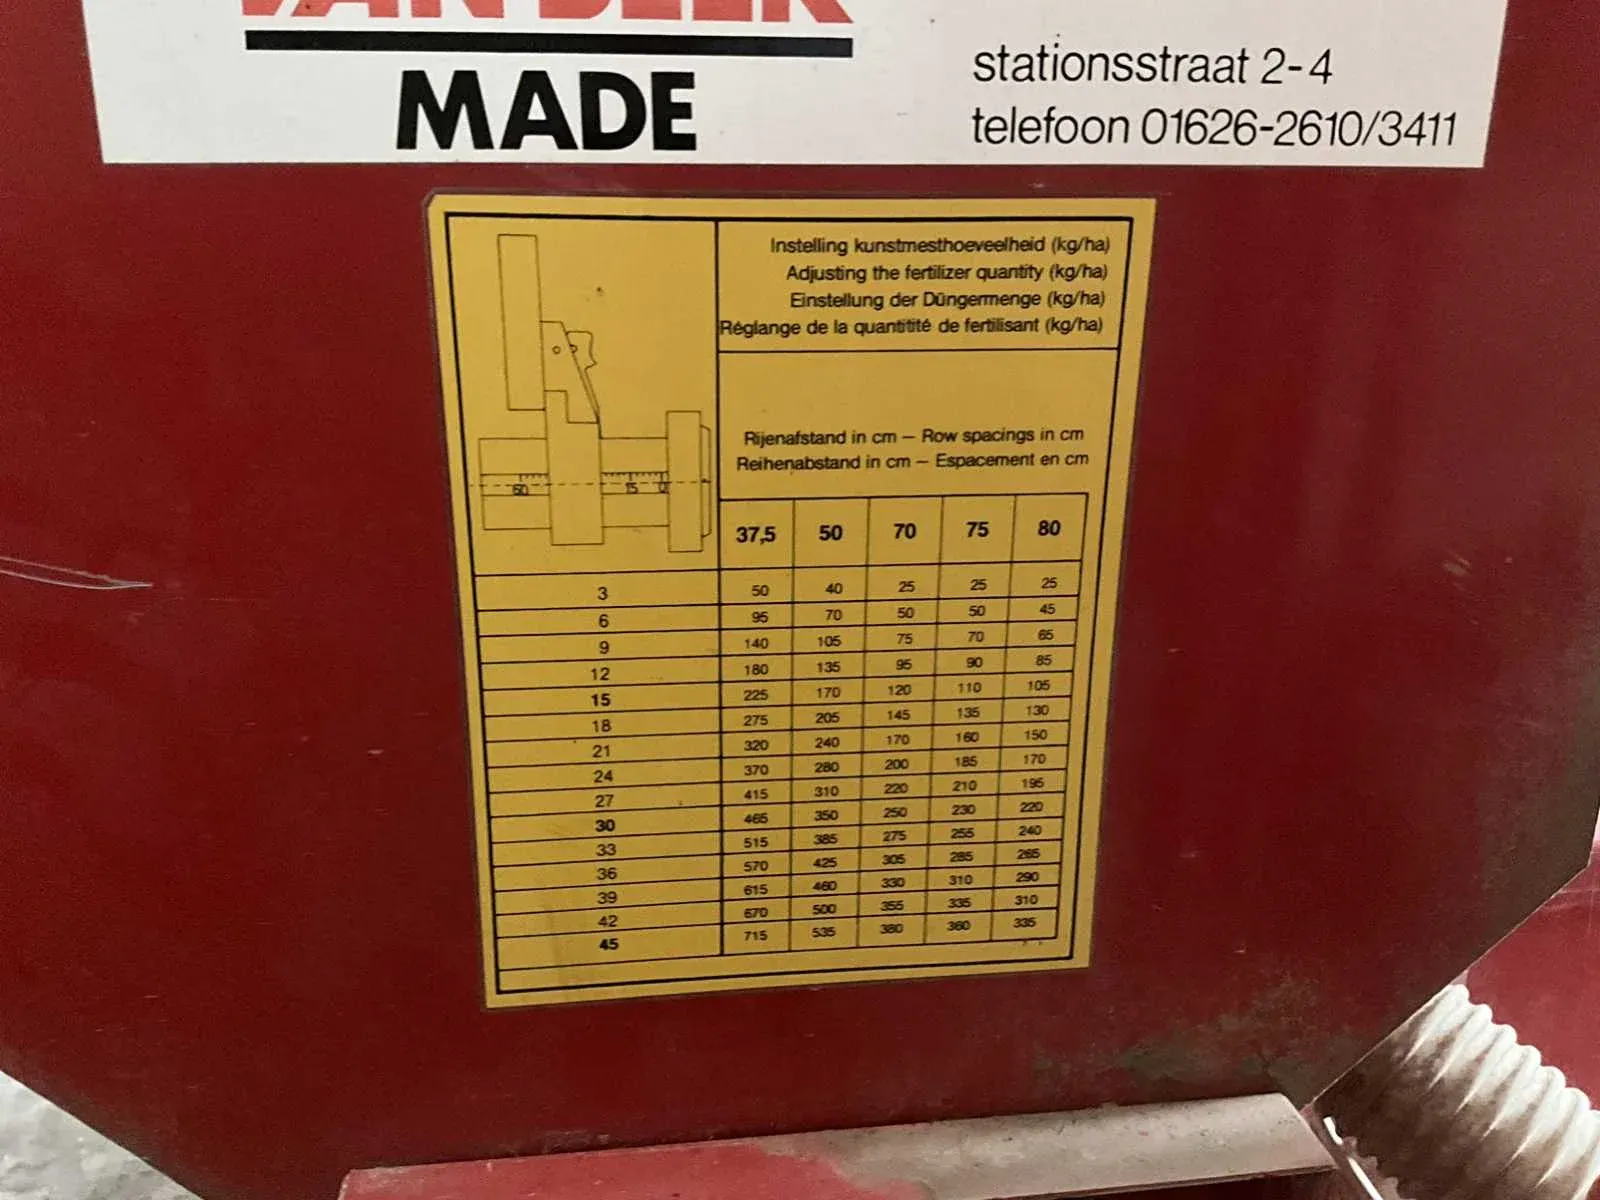 VAN BEEK
MADE
stationsstraat 2-4
telefoon 01626-2610/3411
Instelling kunstmesthoeveelheid (kg/ha)
Adjusting the fertilizer quantity (kg/ha)
Einstellung der Düngermenge (kg/ha)
Réglange de la quantitité de fertilisant (kg/ha)
Rijenafstand in cm – Row spacings in cm
Reihenabstand in cm – Espacement en cm
60 15 0
37,5 50 70 75 80
3 50 40 25 25 25
6 95 70 50 50 45
9 140 105 75 70 65
12 180 135 95 90 85
15 225 170 120 110 105
18 275 205 145 135 130
21 320 240 170 160 150
24 370 280 200 185 170
27 415 310 220 210 195
30 465 350 250 230 220
33 515 385 275 255 240
36 570 425 305 285 265
39 615 460 330 310 290
42 670 500 355 335 310
45 715 535 380 360 335